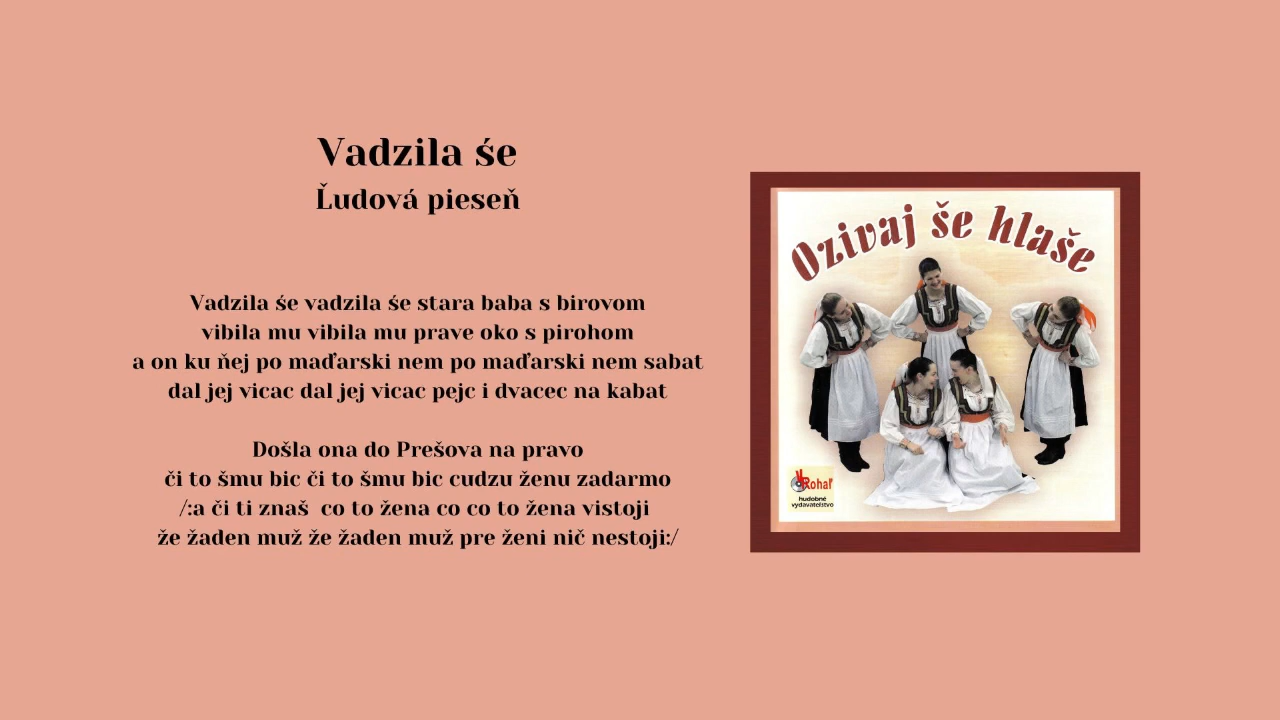 Vadzila śe
Ľudová pieseň
Vadzila śe vadzila śe stara baba s birovom
vibila mu vibila mu prave oko s pirohom
a on ku ňej po maďarski nem po maďarski nem sabat
dal jej vicac dal jej vicac pejc i dvacec na kabat
Došla ona do Prešova na pravo
či to šmu bic či to šmu bic cudzu ženu zadarmo
/:a či ti znaš  co to žena co co to žena vistoji
že žaden muž že žaden muž pre ženi nič nestoji:/
Ozivaj še hlaše
Rohaľ
hudobné
vydavateľstvo